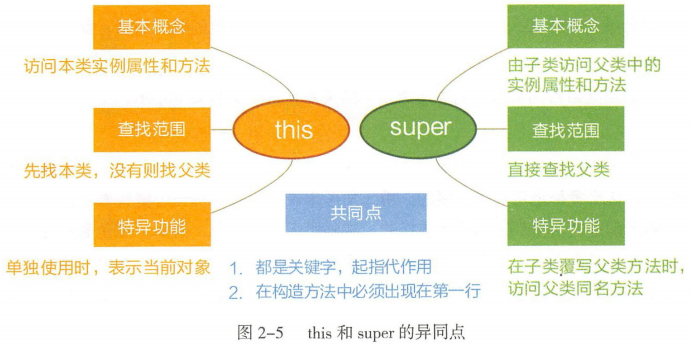 基本概念
访问本类实例属性和方法
查找范围
先找本类，没有则找父类
特异功能
单独使用时，表示当前对象
this
super
共同点
1. 都是关键字，起指代作用
2. 在构造方法中必须出现在第一行
基本概念
由子类访问父类中的
实例属性和方法
查找范围
直接查找父类
特异功能
在子类覆写父类方法时，
访问父类同名方法
图 2-5 this 和 super 的异同点